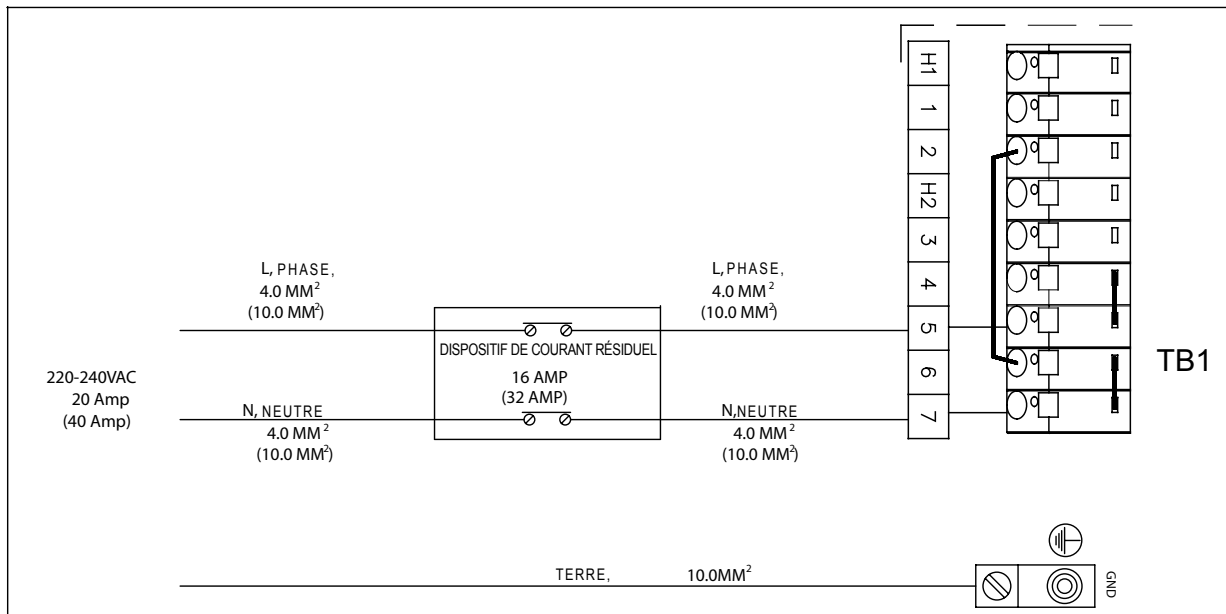 H1
1
2
H2
3
4
5
6
7
TB1
L, PHASE,
4.0 MM²
(10.0 MM²)
L, PHASE,
4.0 MM²
(10.0 MM²)
DISPOSITIF DE COURANT RÉSIDUEL
16 AMP
(32 AMP)
220-240VAC
20 Amp
(40 Amp)
N, NEUTRE
4.0 MM²
(10.0 MM²)
N,NEUTRE
4.0 MM²
(10.0 MM²)
TERRE, 10.0MM²
GND